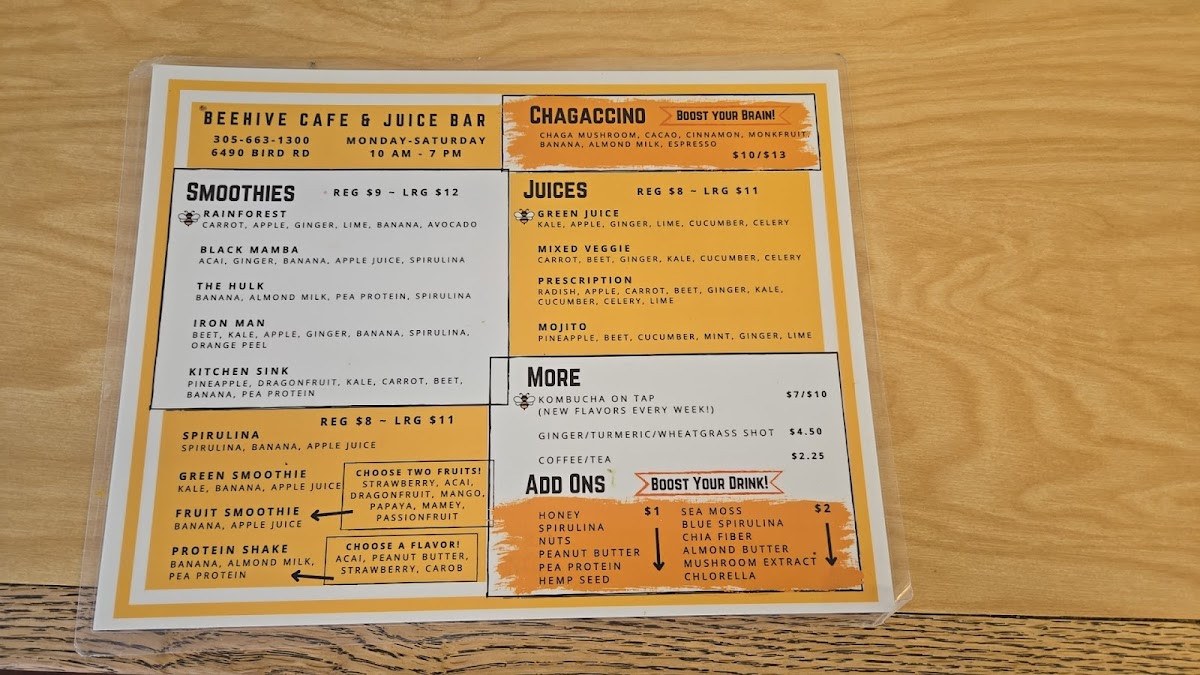 BEEHIVE CAFE & JUICE BAR
305-663-1300
6490 BIRD RD
MONDAY-SATURDAY
10 AM - 7 PM
CHAGACCINO
BOOST YOUR BRAIN!
CHAGA MUSHROOM, CACAO, CINNAMON, MONKFRUIT,
BANANA, ALMOND MILK, ESPRESSO
$10/$13
SMOOTHIES
REG $9 ~ LRG $12
RAINFOREST
CARROT, APPLE, GINGER, LIME, BANANA, AVOCADO
BLACK MAMBA
ACAI, GINGER, BANANA, APPLE JUICE, SPIRULINA
THE HULK
BANANA, ALMOND MILK, PEA PROTEIN, SPIRULINA
IRON MAN
BEET, KALE, APPLE, GINGER, BANANA, SPIRULINA,
ORANGE PEEL
KITCHEN SINK
PINEAPPLE, DRAGONFRUIT, KALE, CARROT, BEET,
BANANA, PEA PROTEIN
REG $8 ~ LRG $11
SPIRULINA
SPIRULINA, BANANA, APPLE JUICE
GREEN SMOOTHIE
KALE, BANANA, APPLE JUICE
FRUIT SMOOTHIE
BANANA, APPLE JUICE
CHOOSE TWO FRUITS!
STRAWBERRY, ACAI,
DRAGONFRUIT, MANGO,
PAPAYA, MAMEY,
PASSIONFRUIT
PROTEIN SHAKE
BANANA, ALMOND MILK,
PEA PROTEIN
CHOOSE A FLAVOR!
ACAI, PEANUT BUTTER,
STRAWBERRY, CAROB
JUICES
REG $8 ~ LRG $11
GREEN JUICE
KALE, APPLE, GINGER, LIME, CUCUMBER, CELERY
MIXED VEGGIE
CARROT, BEET, GINGER, KALE, CUCUMBER, CELERY
PRESCRIPTION
RADISH, APPLE, CARROT, BEET, GINGER, KALE,
CUCUMBER, CELERY, LIME
MOJITO
PINEAPPLE, BEET, CUCUMBER, MINT, GINGER, LIME
MORE
KOMBUCHA ON TAP $7/$10
(NEW FLAVORS EVERY WEEK!)
GINGER/TURMERIC/WHEATGRASS SHOT $4.50
COFFEE/TEA $2.25
ADD ONS
BOOST YOUR DRINK!
HONEY $1
SPIRULINA
NUTS
PEANUT BUTTER
PEA PROTEIN
HEMP SEED
SEA MOSS $2
BLUE SPIRULINA
CHIA FIBER
ALMOND BUTTER
MUSHROOM EXTRACT
CHLORELLA